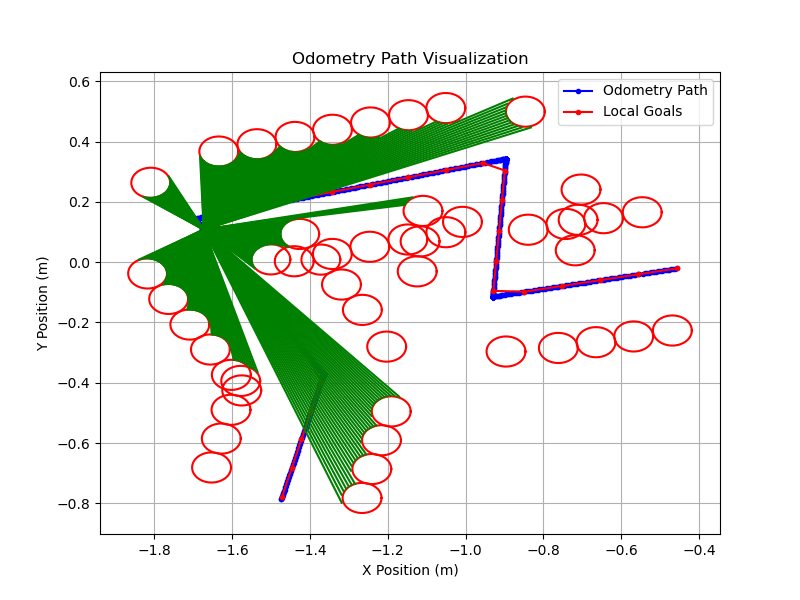 Odometry Path Visualization
Odometry Path
Local Goals
Y Position (m)
0.6
0.4
0.2
0.0
−0.2
−0.4
−0.6
−0.8
−1.8 −1.6 −1.4 −1.2 −1.0 −0.8 −0.6 −0.4
X Position (m)